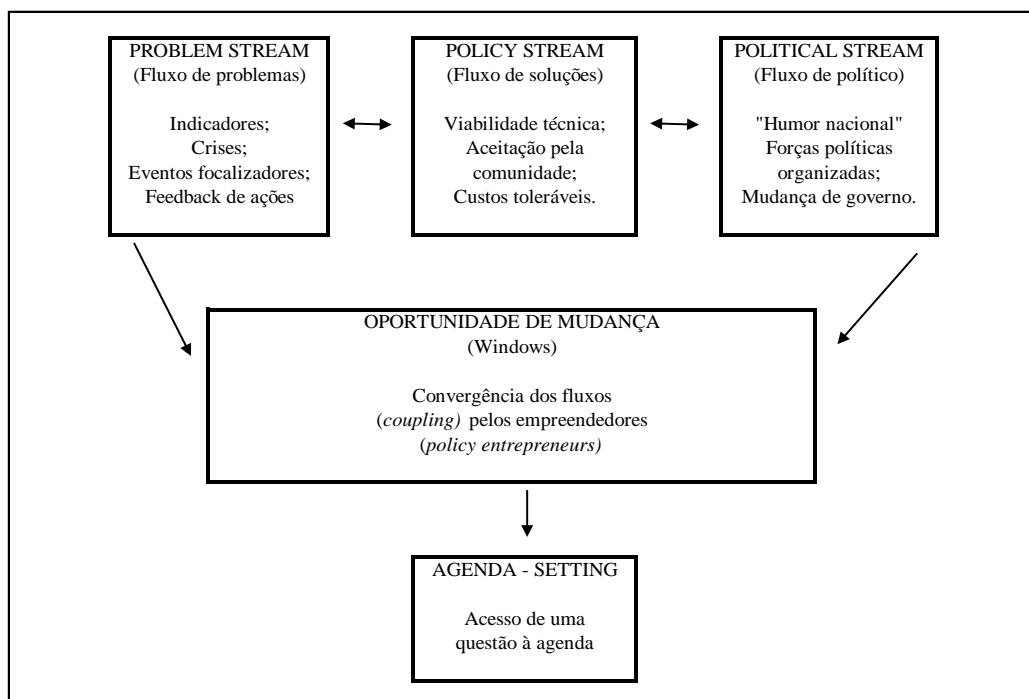 PROBLEM STREAM
(Fluxo de problemas)
Indicadores;
Crises;
Eventos focalizadores;
Feedback de ações
POLICY STREAM
(Fluxo de soluções)
Viabilidade técnica;
Aceitação pela
comunidade;
Custos toleráveis.
POLITICAL STREAM
(Fluxo de político)
"Humor nacional"
Forças políticas
organizadas;
Mudança de governo.
OPORTUNIDADE DE MUDANÇA
(Windows)
Convergência dos fluxos
(coupling) pelos empreendedores
(policy entrepreneurs)
AGENDA - SETTING
Acesso de uma
questão à agenda